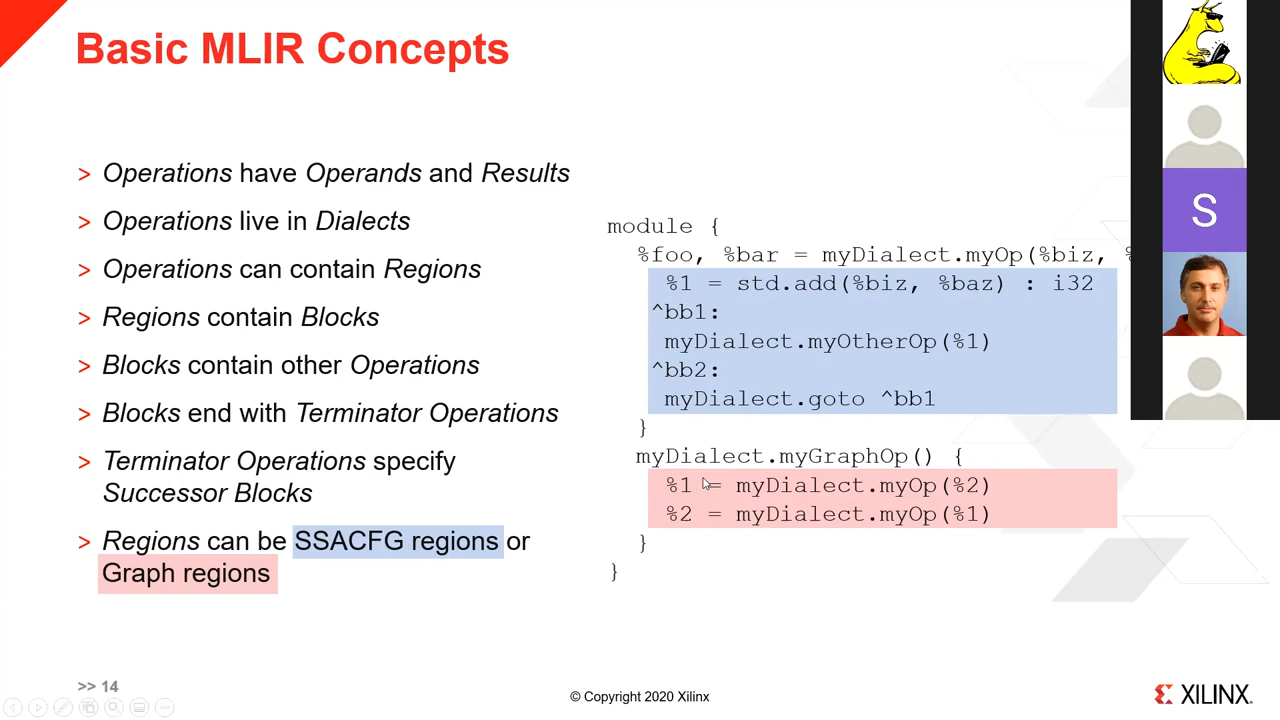 Basic MLIR Concepts
> Operations have Operands and Results
> Operations live in Dialects
> Operations can contain Regions
> Regions contain Blocks
> Blocks contain other Operations
> Blocks end with Terminator Operations
> Terminator Operations specify
Successor Blocks
> Regions can be SSACFG regions or
Graph regions
module {
%foo, %bar = myDialect.myOp(%biz,
%1 = std.add(%biz, %baz) : i32
^bb1:
myDialect.myOtherOp(%1)
^bb2:
myDialect.goto ^bb1
}
myDialect.myGraphOp() {
%1 = myDialect.myOp(%2)
%2 = myDialect.myOp(%1)
}
}
S
>> 14
© Copyright 2020 Xilinx
XILINX.